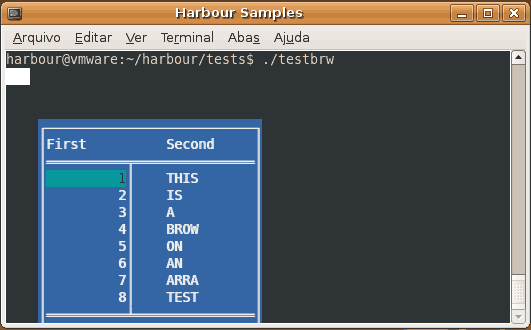 Harbour Samples
Arquivo Editar Ver Terminal Abas Ajuda
harbour@vmware:~/harbour/tests$ ./testbrw
First Second
1 THIS
2 IS
3 A
4 BROW
5 ON
6 AN
7 ARRA
8 TEST